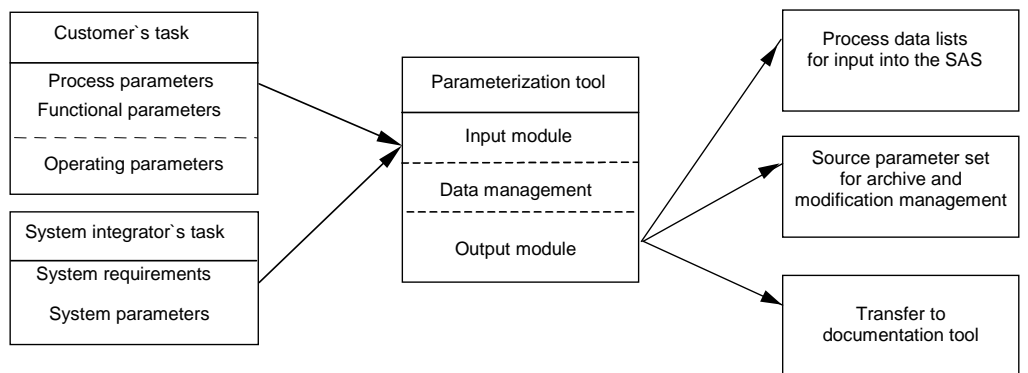 Customer`s task
Process parameters
Functional parameters
Operating parameters
System integrator`s task
System requirements
System parameters
Parameterization tool
Input module
Data management
Output module
Process data lists
for input into the SAS
Source parameter set
for archive and
modification management
Transfer to
documentation tool